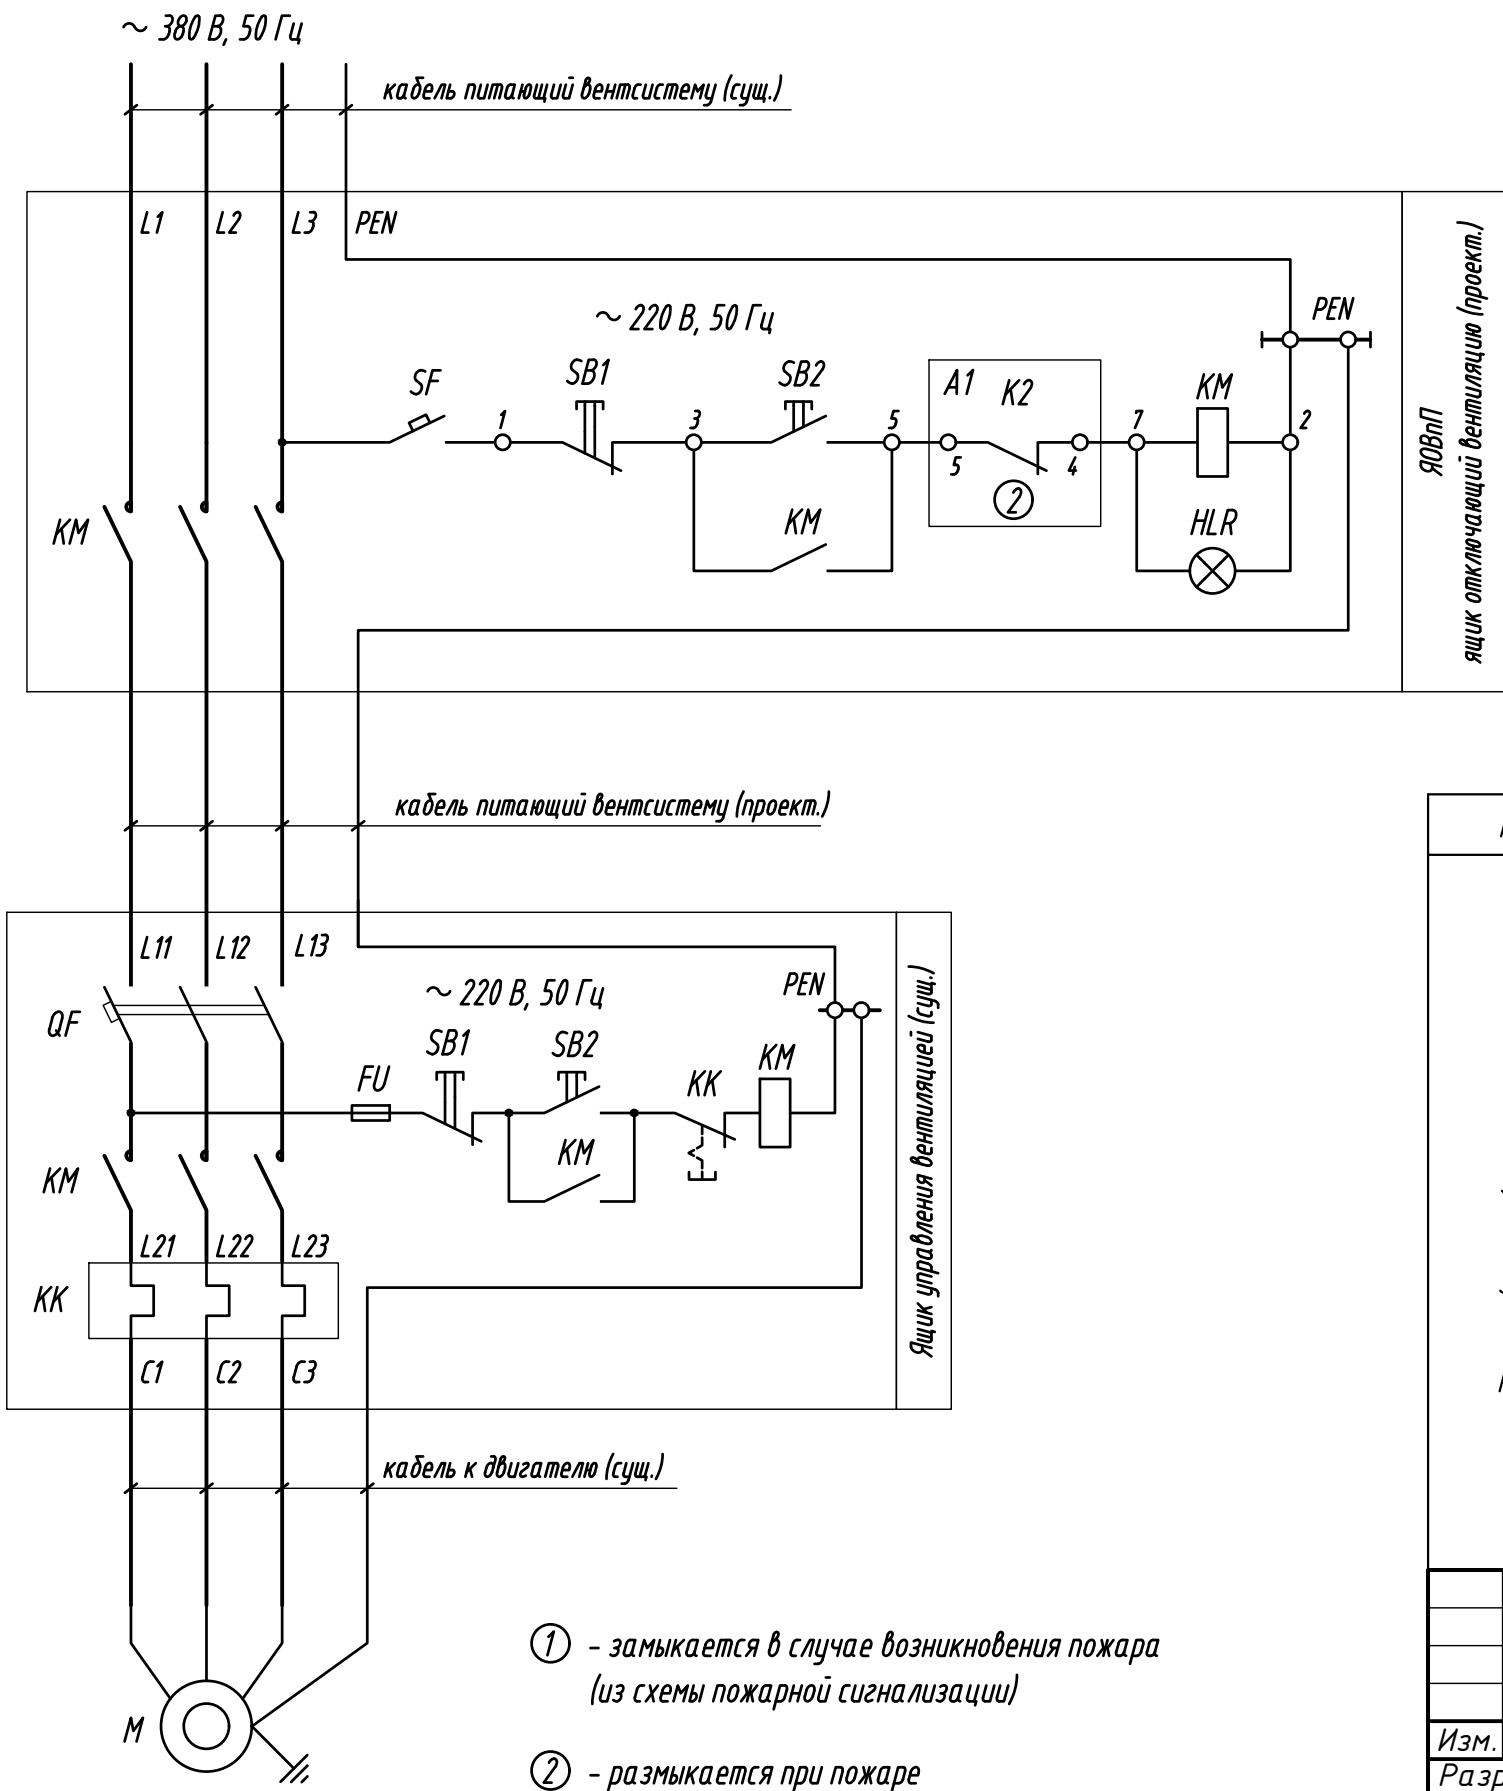 ~ 380 В, 50 Гц
кабель питающий вентсистему (сущ.)
L1 L2 L3 PEN
~ 220 В, 50 Гц
PEN
SF SB1 SB2 A1 K2 KM
1 3 5 5 4 7 2
2
KM KM HLR
ЯОВпП
ящик отключающий вентиляцию (проект.)
кабель питающий вентсистему (проект.)
L11 L12 L13
~ 220 В, 50 Гц
PEN
QF FU SB1 SB2 KK KM
KM
KM
L21 L22 L23
KK
C1 C2 C3
Ящик управления вентиляцией (сущ.)
кабель к двигателю (сущ.)
M
1 - замыкается в случае возникновения пожара
(из схемы пожарной сигнализации)
2 - размыкается при пожаре
Изм.